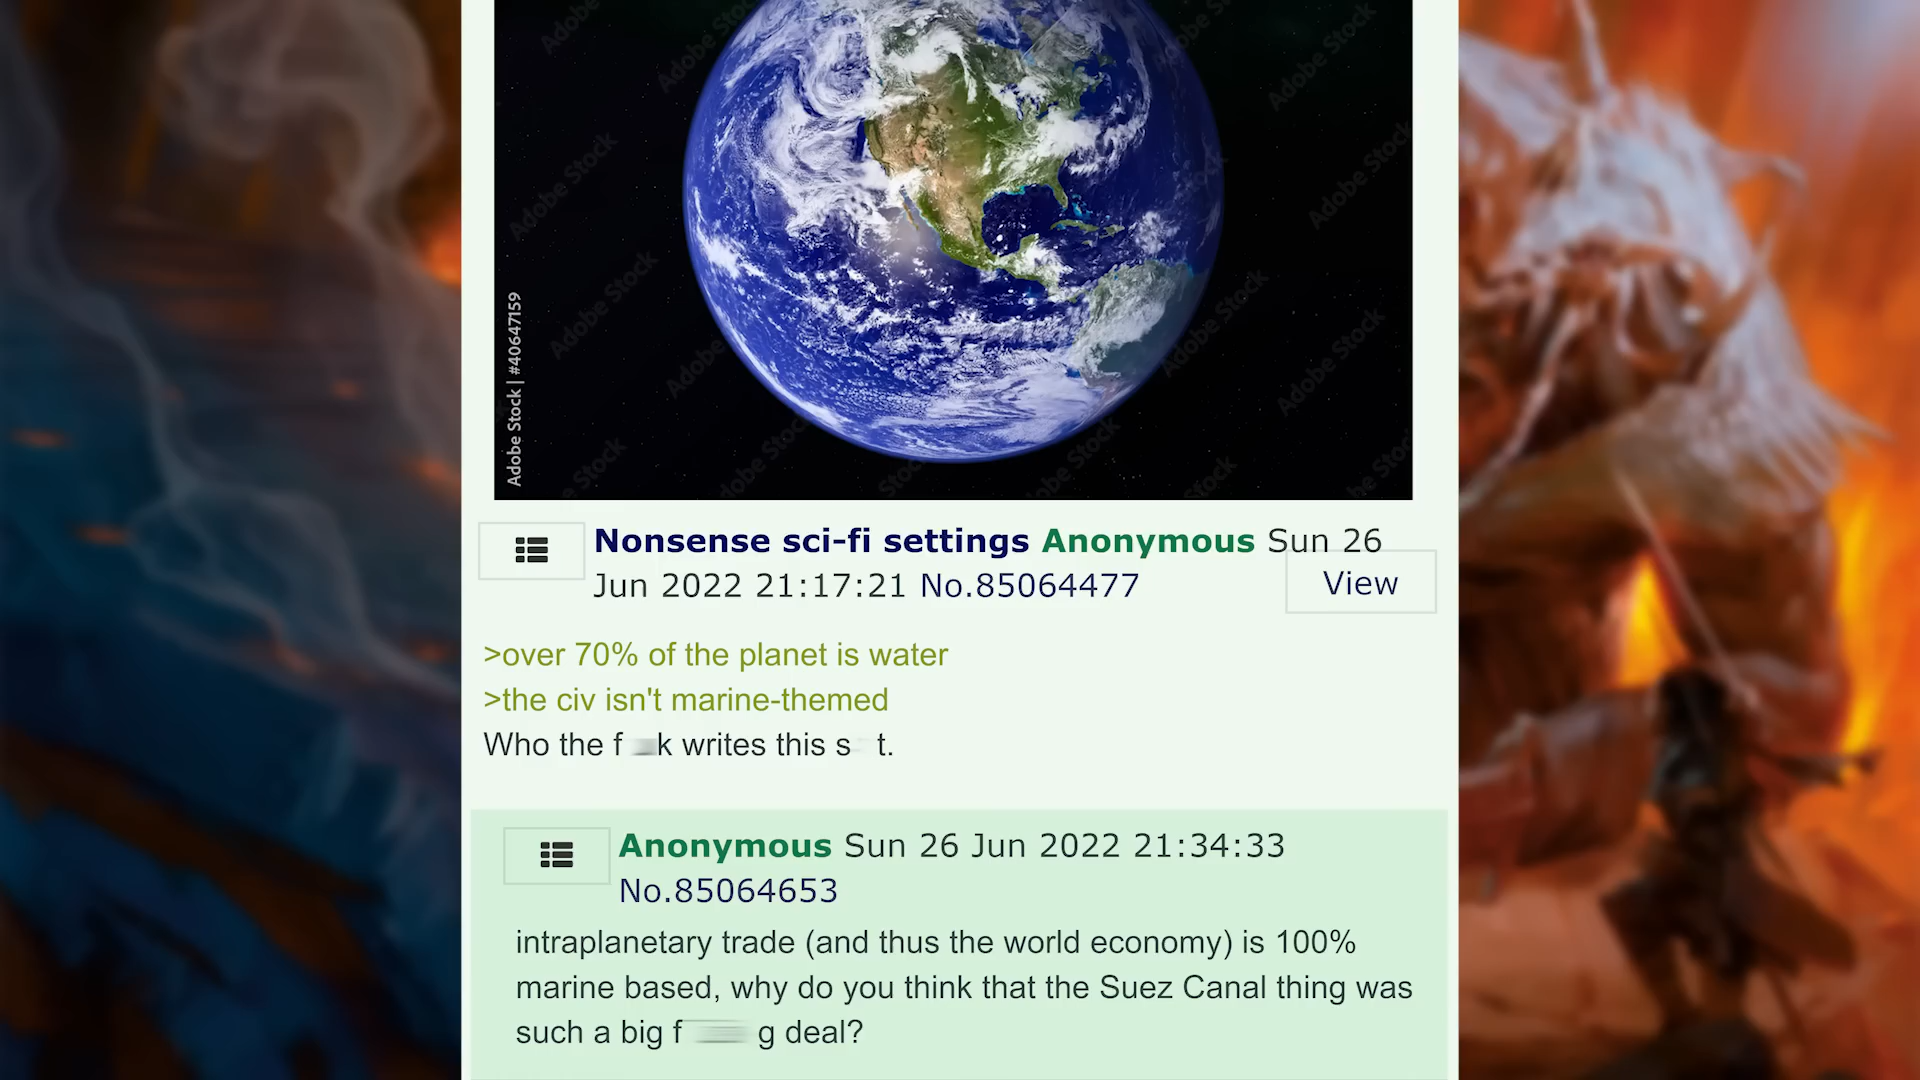 Adobe Stock | #40647159
Nonsense sci-fi settings Anonymous Sun 26
Jun 2022 21:17:21 No.85064477
View
>over 70% of the planet is water
>the civ isn't marine-themed
Who the f k writes this s t.
Anonymous Sun 26 Jun 2022 21:34:33
No.85064653
intraplanetary trade (and thus the world economy) is 100%
marine based, why do you think that the Suez Canal thing was
such a big f g deal?